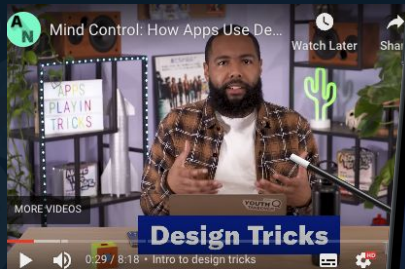 A
N
Mind Control: How Apps Use De...
Watch Later
Shar
APPS
PLAYIN
TRICKS
MORE VIDEOS
YOUTH
Design Tricks
0:29 / 8:18 • Intro to design tricks
HD